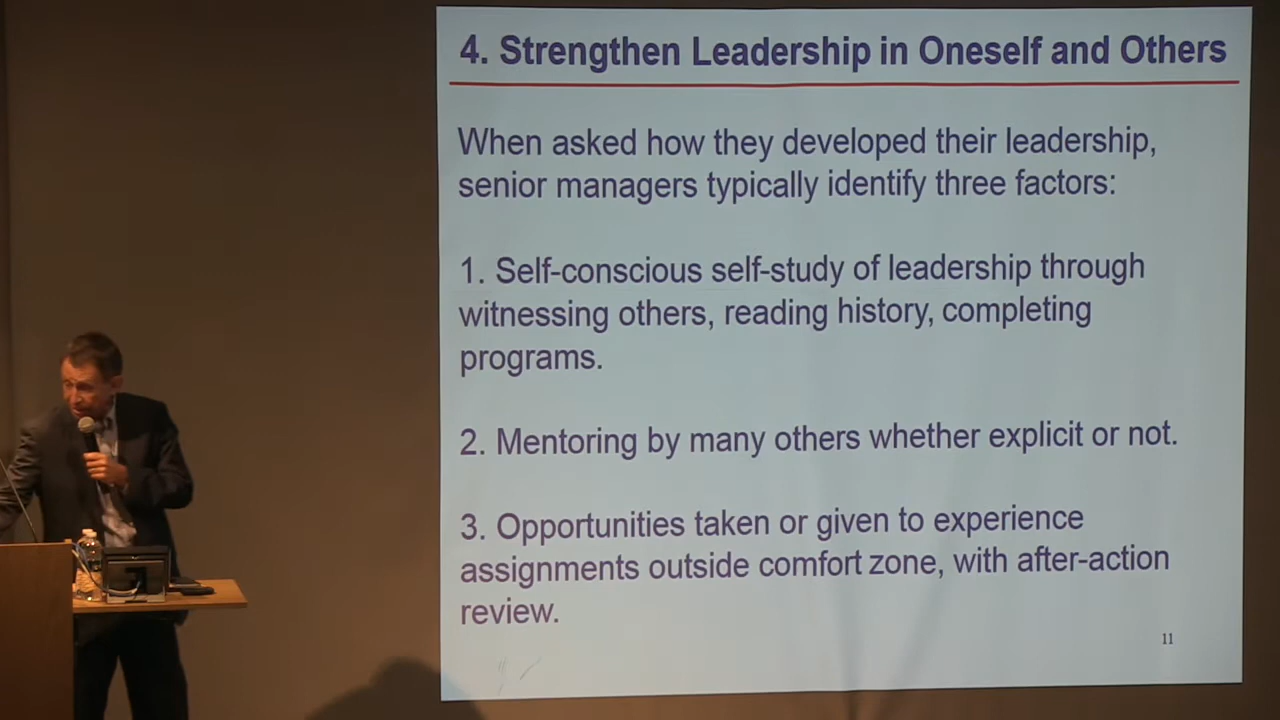 4. Strengthen Leadership in Oneself and Others
When asked how they developed their leadership,
senior managers typically identify three factors:
1. Self-conscious self-study of leadership through
witnessing others, reading history, completing
programs.
2. Mentoring by many others whether explicit or not.
3. Opportunities taken or given to experience
assignments outside comfort zone, with after-action
review.
11